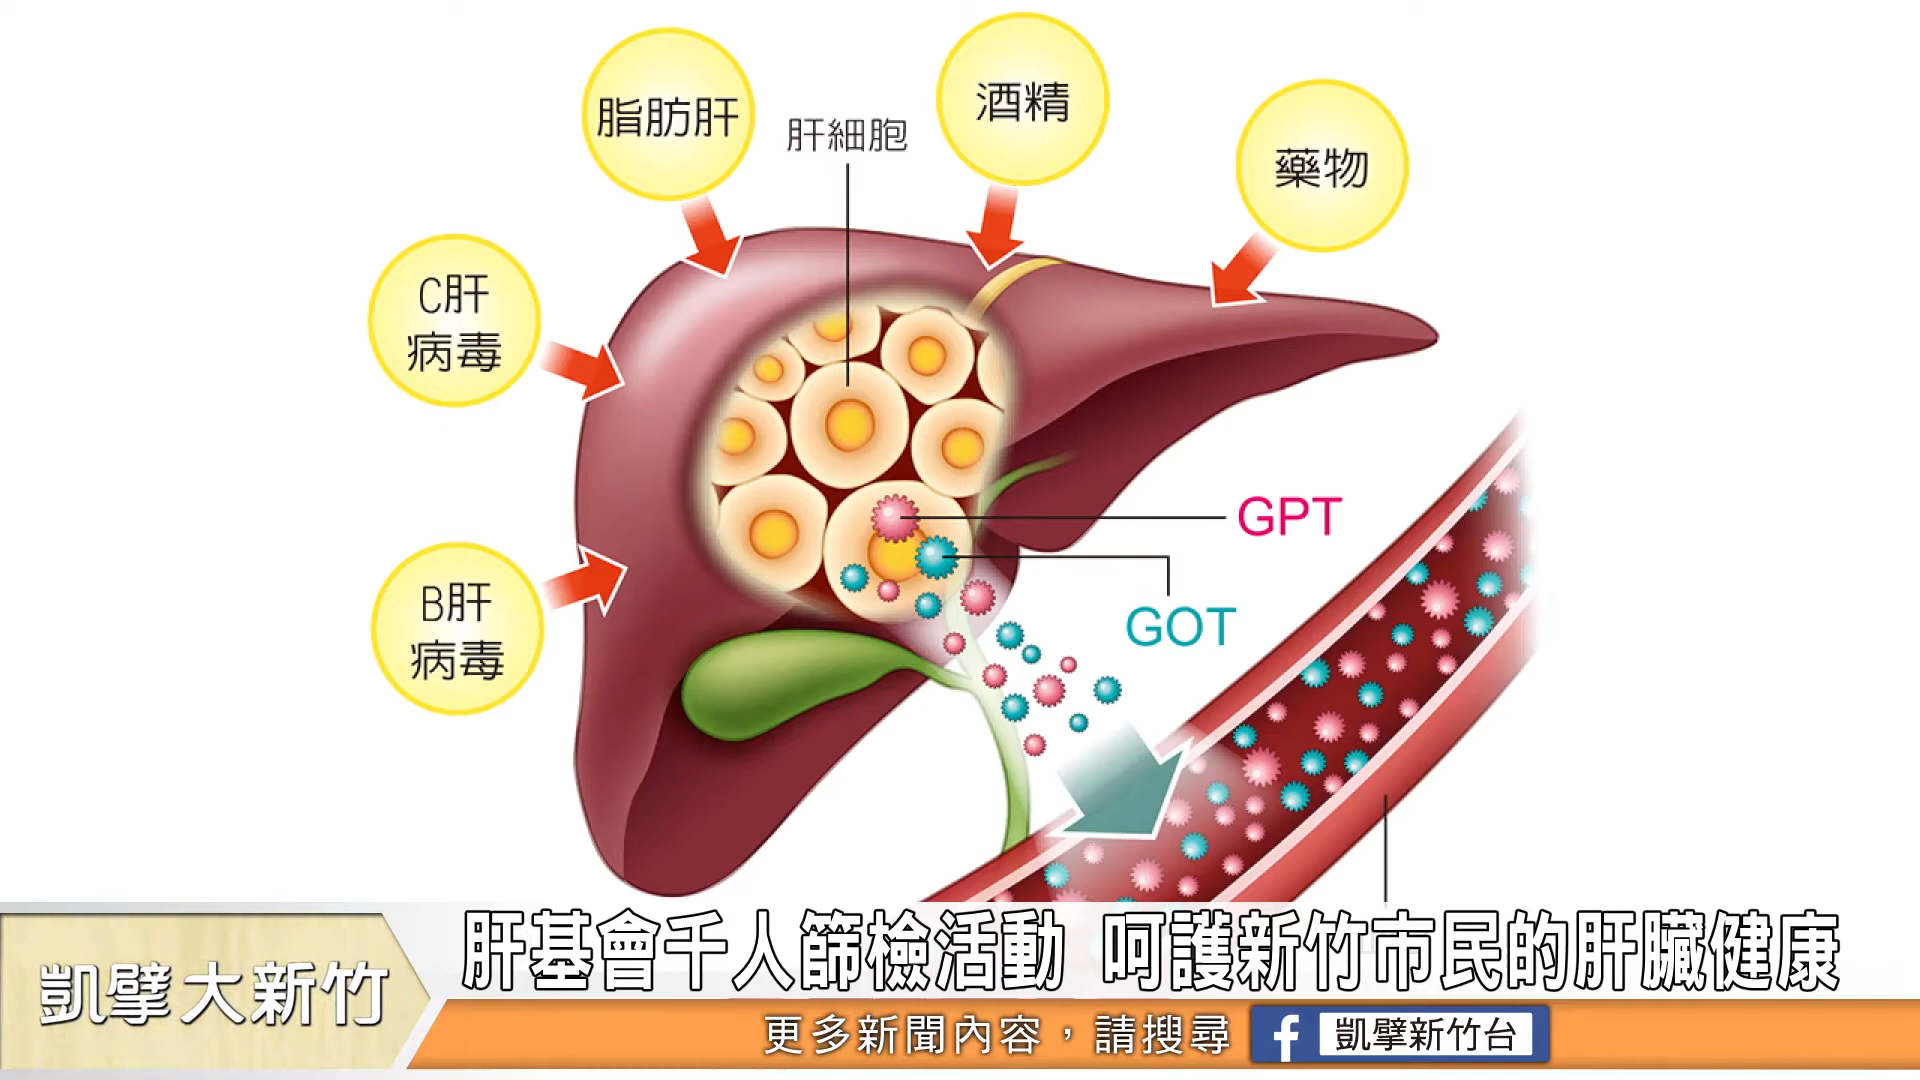 脂肪肝
肝細胞
酒精
藥物
C肝
病毒
B肝
病毒
GPT
GOT
肝基會千人篩檢活動 呵護新竹市民的肝臟健康
凱擘大新竹
更多新聞內容，請搜尋
f 凱擘新竹台